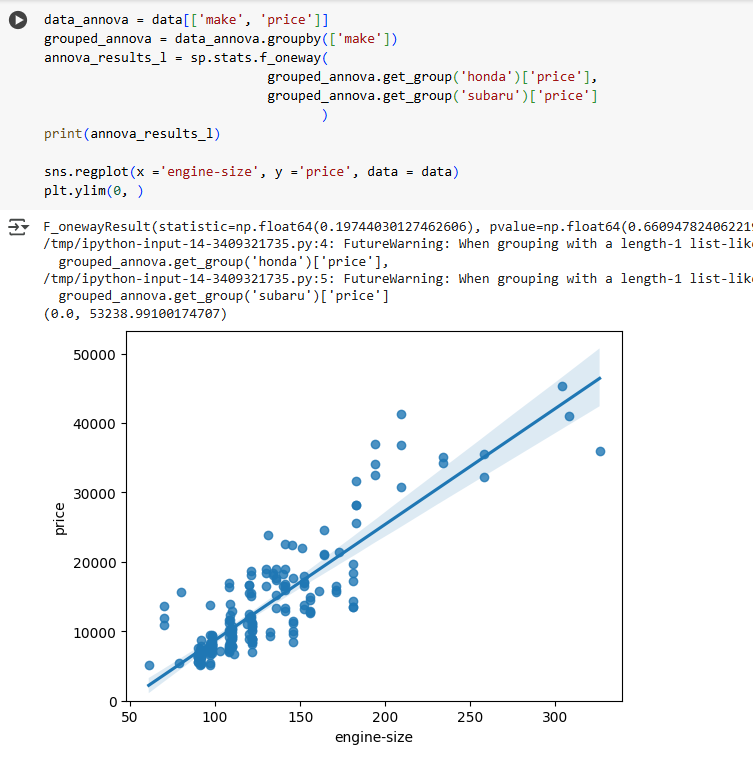 data_annova = data[['make', 'price']]
grouped_annova = data_annova.groupby(['make'])
annova_results_l = sp.stats.f_oneway(
grouped_annova.get_group('honda')['price'],
grouped_annova.get_group('subaru')['price']
)
print(annova_results_l)
sns.regplot(x ='engine-size', y ='price', data = data)
plt.ylim(0, )
F_onewayResult(statistic=np.float64(0.19744030127462606), pvalue=np.float64(0.6609478240622193
/tmp/ipython-input-14-3409321735.py:4: FutureWarning: When grouping with a length-1 list-like
grouped_annova.get_group('honda')['price'],
/tmp/ipython-input-14-3409321735.py:5: FutureWarning: When grouping with a length-1 list-like
grouped_annova.get_group('subaru')['price']
(0.0, 53238.99100174707)
50000
40000
30000
20000
10000
0
price
50 100 150 200 250 300
engine-size